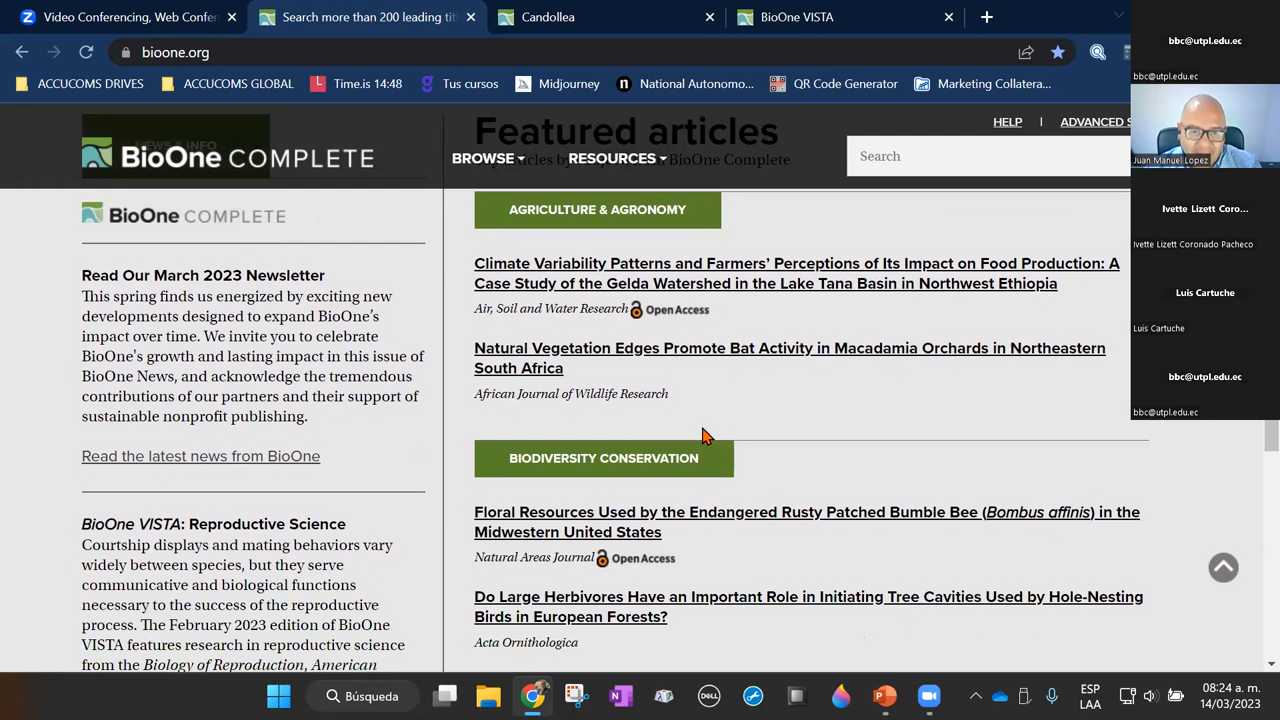 Video Conferencing, Web Confer
Search more than 200 leading titl
Candollea
BioOne VISTA
bioone.org
ACCUCOMS DRIVES
ACCUCOMS GLOBAL
Time.is 14:48
Tus cursos
Midjourney
National Autonomo...
QR Code Generator
Marketing Collatera...
BioOne COMPLETE
BROWSE
RESOURCES
HELP | ADVANCED S
Search
Featured articles
BioOne COMPLETE
Read Our March 2023 Newsletter
This spring finds us energized by exciting new
developments designed to expand BioOne’s
impact over time. We invite you to celebrate
BioOne's growth and lasting impact in this issue of
BioOne News, and acknowledge the tremendous
contributions of our partners and their support of
sustainable nonprofit publishing.
Read the latest news from BioOne
BioOne VISTA: Reproductive Science
Courtship displays and mating behaviors vary
widely between species, but they serve
communicative and biological functions
necessary to the success of the reproductive
process. The February 2023 edition of BioOne
VISTA features research in reproductive science
from the Biology of Reproduction, American
AGRICULTURE & AGRONOMY
Climate Variability Patterns and Farmers’ Perceptions of Its Impact on Food Production: A
Case Study of the Gelda Watershed in the Lake Tana Basin in Northwest Ethiopia
Air, Soil and Water Research Open Access
Natural Vegetation Edges Promote Bat Activity in Macadamia Orchards in Northeastern
South Africa
African Journal of Wildlife Research
BIODIVERSITY CONSERVATION
Floral Resources Used by the Endangered Rusty Patched Bumble Bee (Bombus affinis) in the
Midwestern United States
Natural Areas Journal Open Access
Do Large Herbivores Have an Important Role in Initiating Tree Cavities Used by Hole-Nesting
Birds in European Forests?
Acta Ornithologica
bbc@utpl.edu.ec
bbc@utpl.edu.ec
Juan Manuel Lopez
Ivette Lizett Coro...
Ivette Lizett Coronado Pacheco
Luis Cartuche
Luis Cartuche
bbc@utpl.edu.ec
bbc@utpl.edu.ec
Búsqueda
DELL
ESP
LAA
08:24 a. m.
14/03/2023